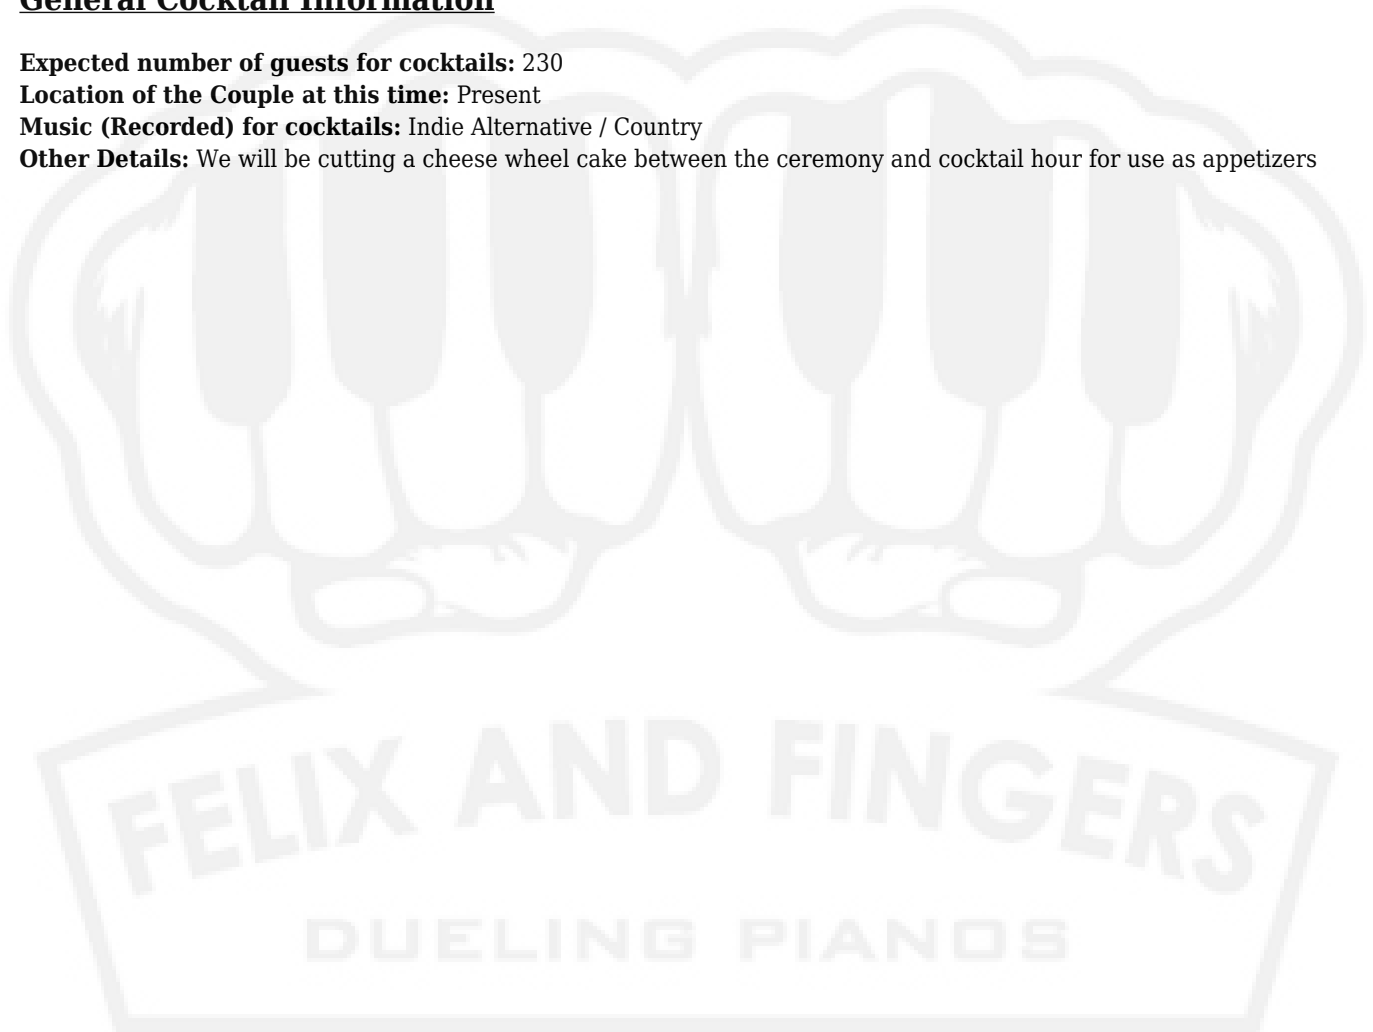 General Cocktail Information
Expected number of guests for cocktails: 230
Location of the Couple at this time: Present
Music (Recorded) for cocktails: Indie Alternative / Country
Other Details: We will be cutting a cheese wheel cake between the ceremony and cocktail hour for use as appetizers
FELIX AND FINGERS
DUELING PIANOS